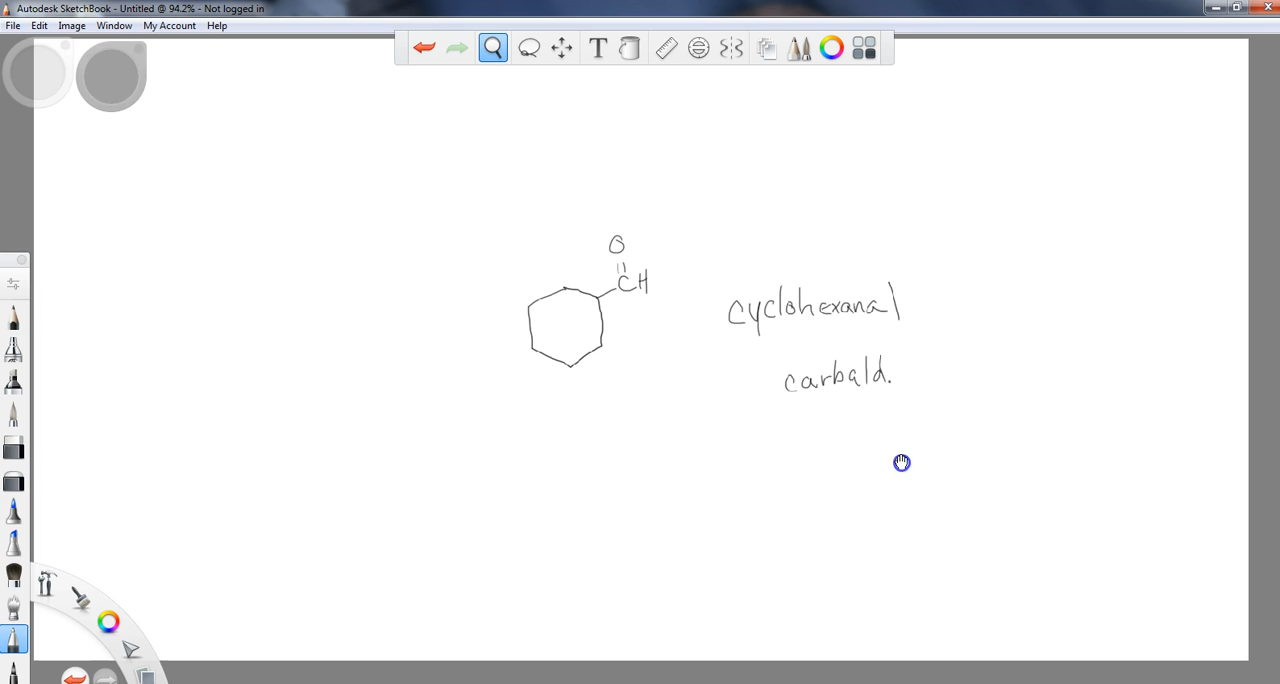 Autodesk SketchBook - Untitled @ 94.2% - Not logged in
File Edit Image Window My Account Help
T
O
CH
cyclohexanal
carbald.